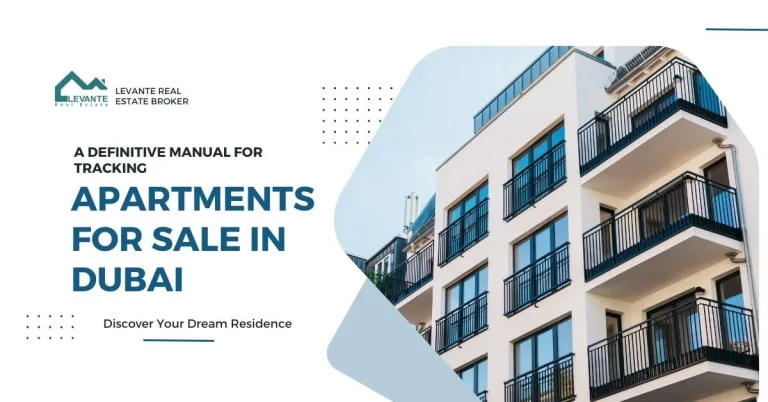 LEVANTE
Real Estate
LEVANTE REAL
ESTATE BROKER
A DEFINITIVE MANUAL FOR
TRACKING
APARTMENTS
FOR SALE IN
DUBAI
Discover Your Dream Residence